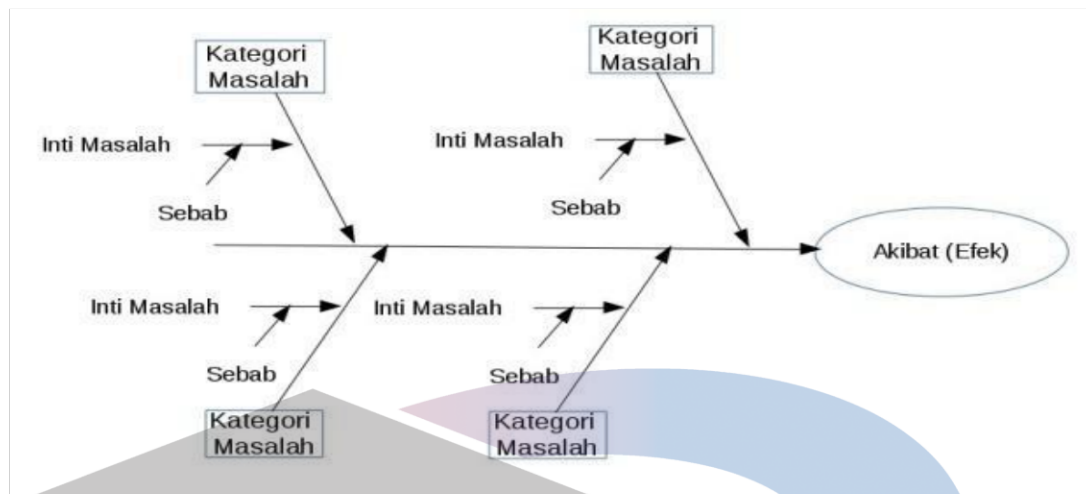 Kategori
Masalah
Kategori
Masalah
Inti Masalah
Inti Masalah
Sebab
Sebab
Akibat (Efek)
Inti Masalah
Inti Masalah
Sebab
Sebab
Kategori
Masalah
Kategori
Masalah